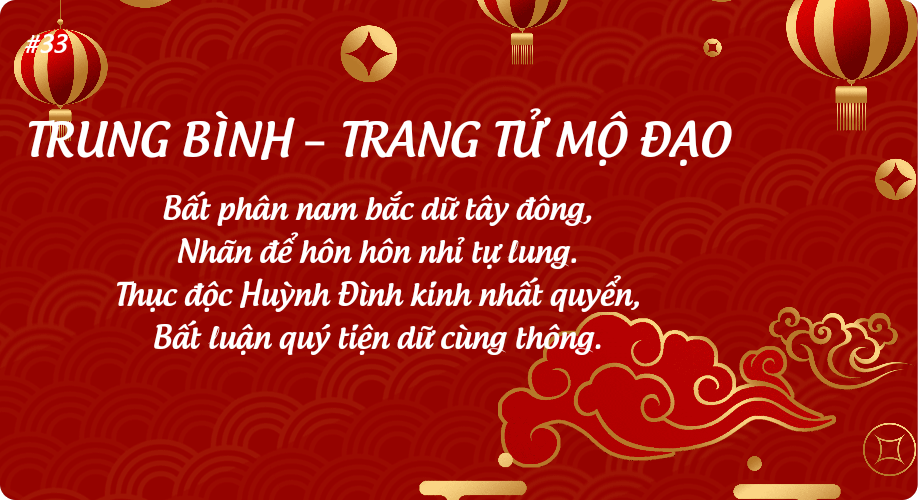 #33
TRUNG BÌNH – TRANG TỬ MỘ ĐẠO
Bất phân nam bắc dữ tây đông,
Nhãn để hôn hôn nhỉ tự lung.
Thục độc Huỳnh Đình kinh nhất quyển,
Bất luận quý tiện dữ cùng thông.